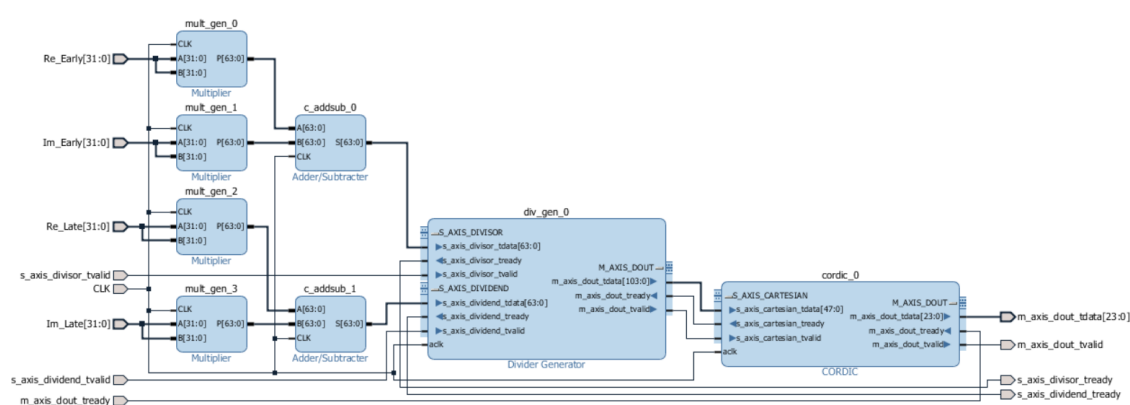 mult_gen_0
CLK
Re_Early[31:0]
A[31:0] P[63:0]
B[31:0]
Multiplier
mult_gen_1
c_addsub_0
CLK
A[63:0]
Im_Early[31:0]
A[31:0] P[63:0]
B[63:0] S[63:0]
B[31:0]
CLK
Multiplier
Adder/Subtracter
mult_gen_2
CLK
Re_Late[31:0]
A[31:0] P[63:0]
B[31:0]
Multiplier
div_gen_0
S_AXIS_DIVISOR
s_axis_divisor_tdata[63:0]
s_axis_divisor_tready
s_axis_divisor_tvalid
S_AXIS_DIVIDEND
s_axis_dividend_tdata[63:0]
s_axis_dividend_tready
s_axis_dividend_tvalid
aclk
M_AXIS_DOUT
m_axis_dout_tdata[103:0]
m_axis_dout_tready
m_axis_dout_tvalid
Divider Generator
s_axis_divisor_tvalid
CLK
mult_gen_3
c_addsub_1
CLK
A[63:0]
Im_Late[31:0]
A[31:0] P[63:0]
B[63:0] S[63:0]
B[31:0]
CLK
Multiplier
Adder/Subtracter
cordic_0
S_AXIS_CARTESIAN
s_axis_cartesian_tdata[47:0]
s_axis_cartesian_tready
s_axis_cartesian_tvalid
aclk
M_AXIS_DOUT
m_axis_dout_tdata[23:0]
m_axis_dout_tready
m_axis_dout_tvalid
CORDIC
m_axis_dout_tdata[23:0]
m_axis_dout_tvalid
s_axis_dividend_tvalid
s_axis_divisor_tready
s_axis_dividend_tready
m_axis_dout_tready